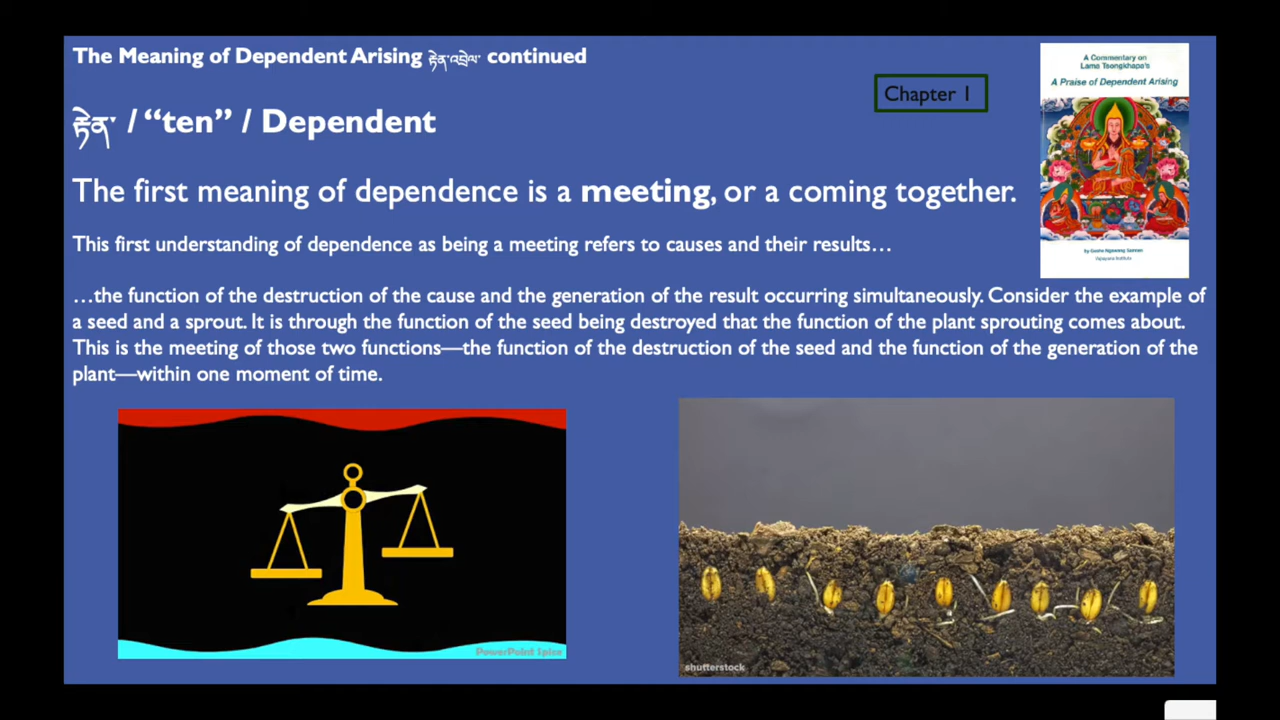 The Meaning of Dependent Arising རྟེན་འབྲེལ་ continued
Chapter 1
A Commentary on
Lama Tsongkhapa's
A Praise of Dependent Arising
by Geshe Ngawang Samten
Vajrayana Institute
རྟེན་ / “ten” / Dependent
The first meaning of dependence is a meeting, or a coming together.
This first understanding of dependence as being a meeting refers to causes and their results…
…the function of the destruction of the cause and the generation of the result occurring simultaneously. Consider the example of
a seed and a sprout. It is through the function of the seed being destroyed that the function of the plant sprouting comes about.
This is the meeting of those two functions—the function of the destruction of the seed and the function of the generation of the
plant—within one moment of time.
PowerPoint Spice
shutterstock